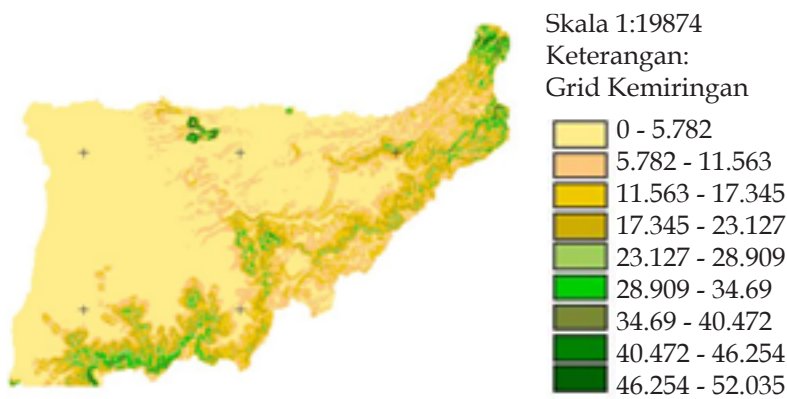 Skala 1:19874
Keterangan:
Grid Kemiringan
0 - 5.782
5.782 - 11.563
11.563 - 17.345
17.345 - 23.127
23.127 - 28.909
28.909 - 34.69
34.69 - 40.472
40.472 - 46.254
46.254 - 52.035